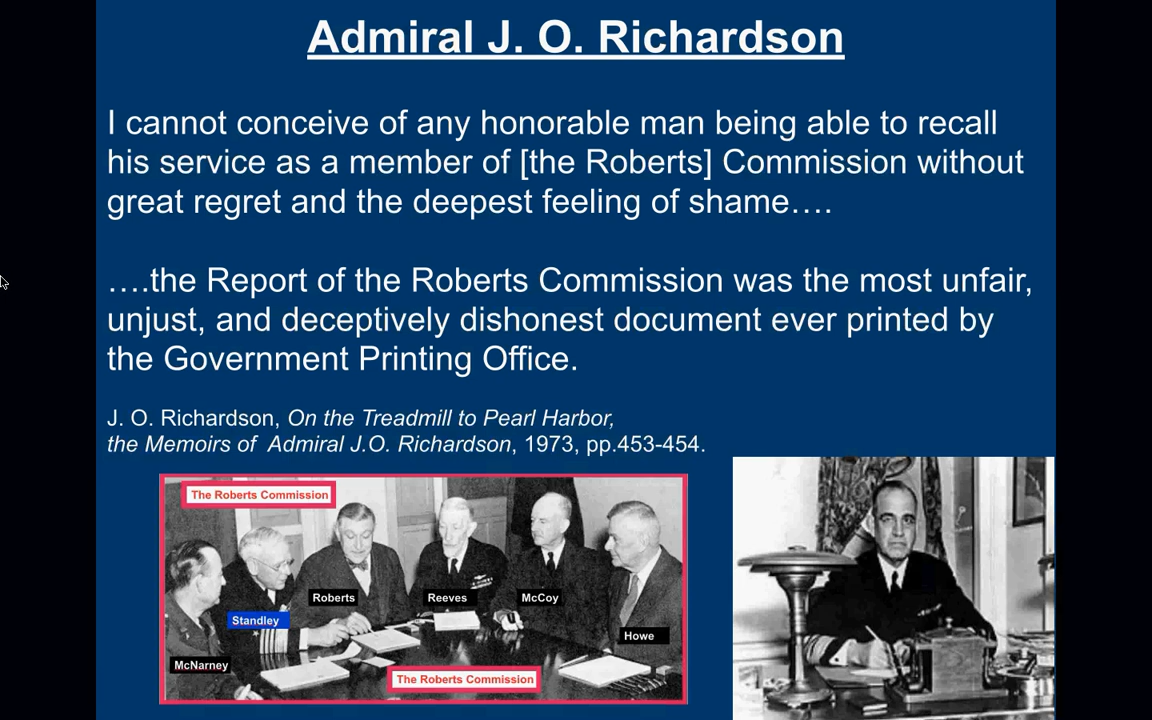 Admiral J. O. Richardson
I cannot conceive of any honorable man being able to recall
his service as a member of [the Roberts] Commission without
great regret and the deepest feeling of shame….
….the Report of the Roberts Commission was the most unfair,
unjust, and deceptively dishonest document ever printed by
the Government Printing Office.
J. O. Richardson, On the Treadmill to Pearl Harbor,
the Memoirs of  Admiral J.O. Richardson, 1973, pp.453-454.
The Roberts Commission
Roberts
Reeves
McCoy
Standley
Howe
McNarney
The Roberts Commission